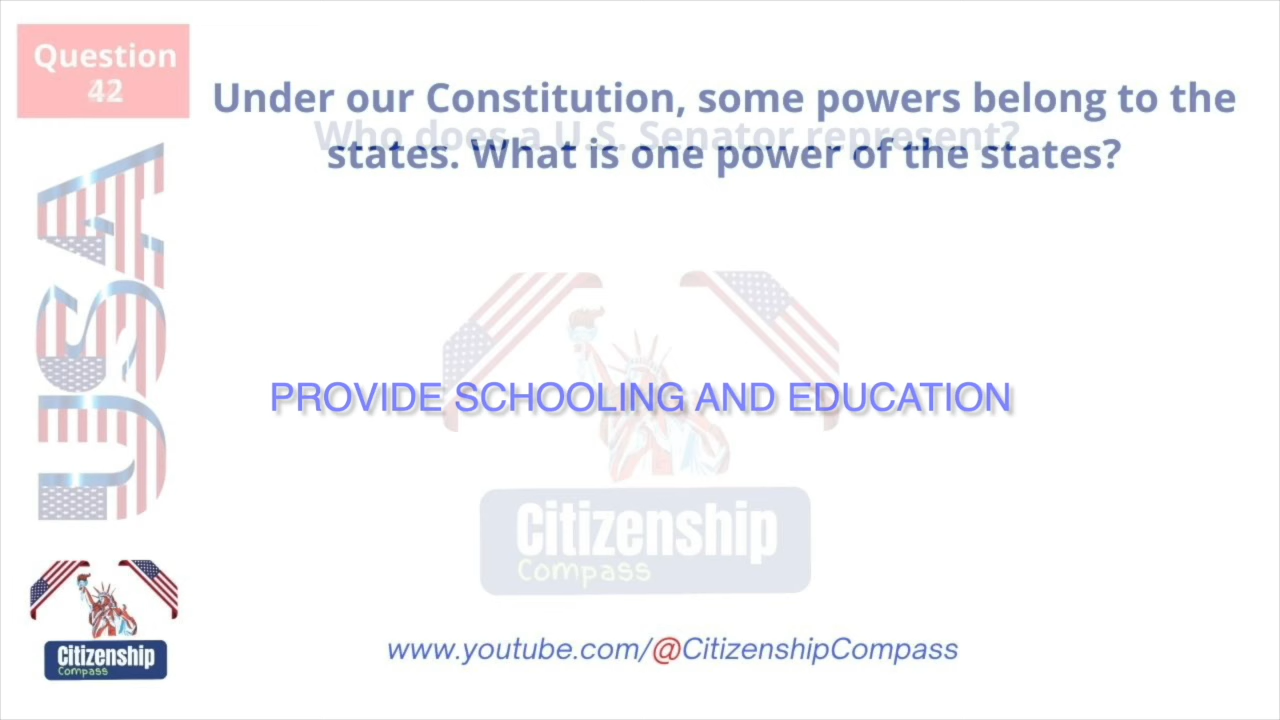 Question
42
Under our Constitution, some powers belong to the
Who does a U.S. Senator represent?
states. What is one power of the states?
USA
PROVIDE SCHOOLING AND EDUCATION
Citizenship
Compass
Citizenship
Compass
www.youtube.com/@CitizenshipCompass